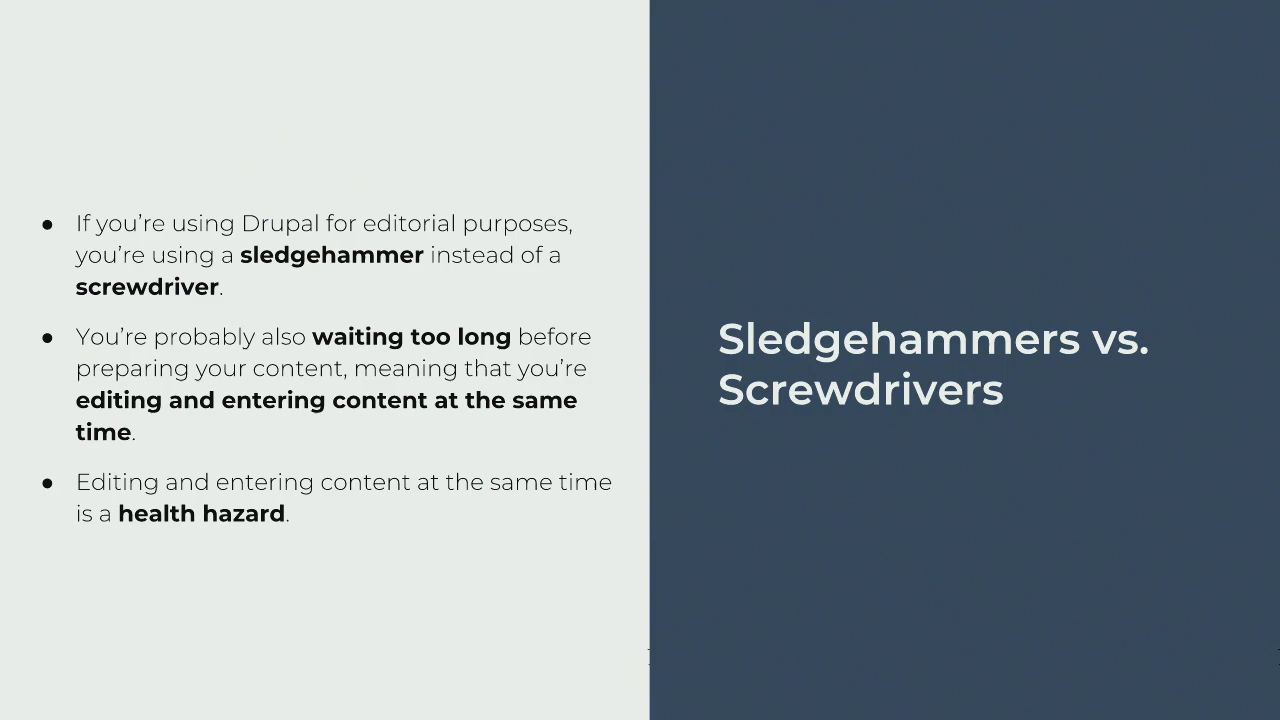 ● If you’re using Drupal for editorial purposes,
you’re using a sledgehammer instead of a
screwdriver.
● You’re probably also waiting too long before
preparing your content, meaning that you’re
editing and entering content at the same
time.
● Editing and entering content at the same time
is a health hazard.
Sledgehammers vs.
Screwdrivers